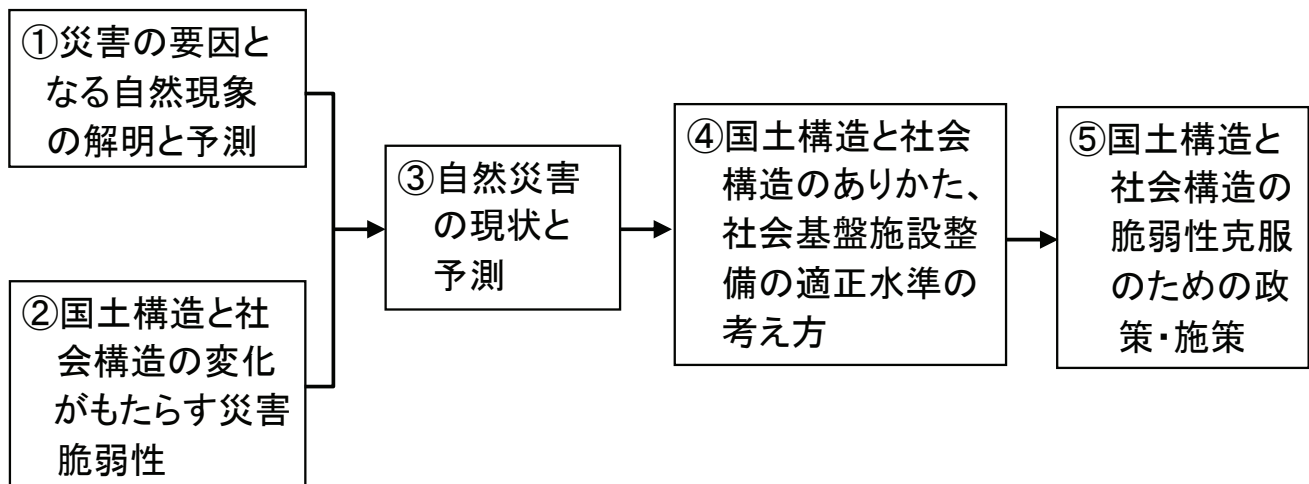 ①災害の要因と
なる自然現象
の解明と予測
②国土構造と社
会構造の変化
がもたらす災害
脆弱性
③自然災害
の現状と
予測
④国土構造と社会
構造のありかた、
社会基盤施設整
備の適正水準の
考え方
⑤国土構造と
社会構造の
脆弱性克服
のための政
策・施策